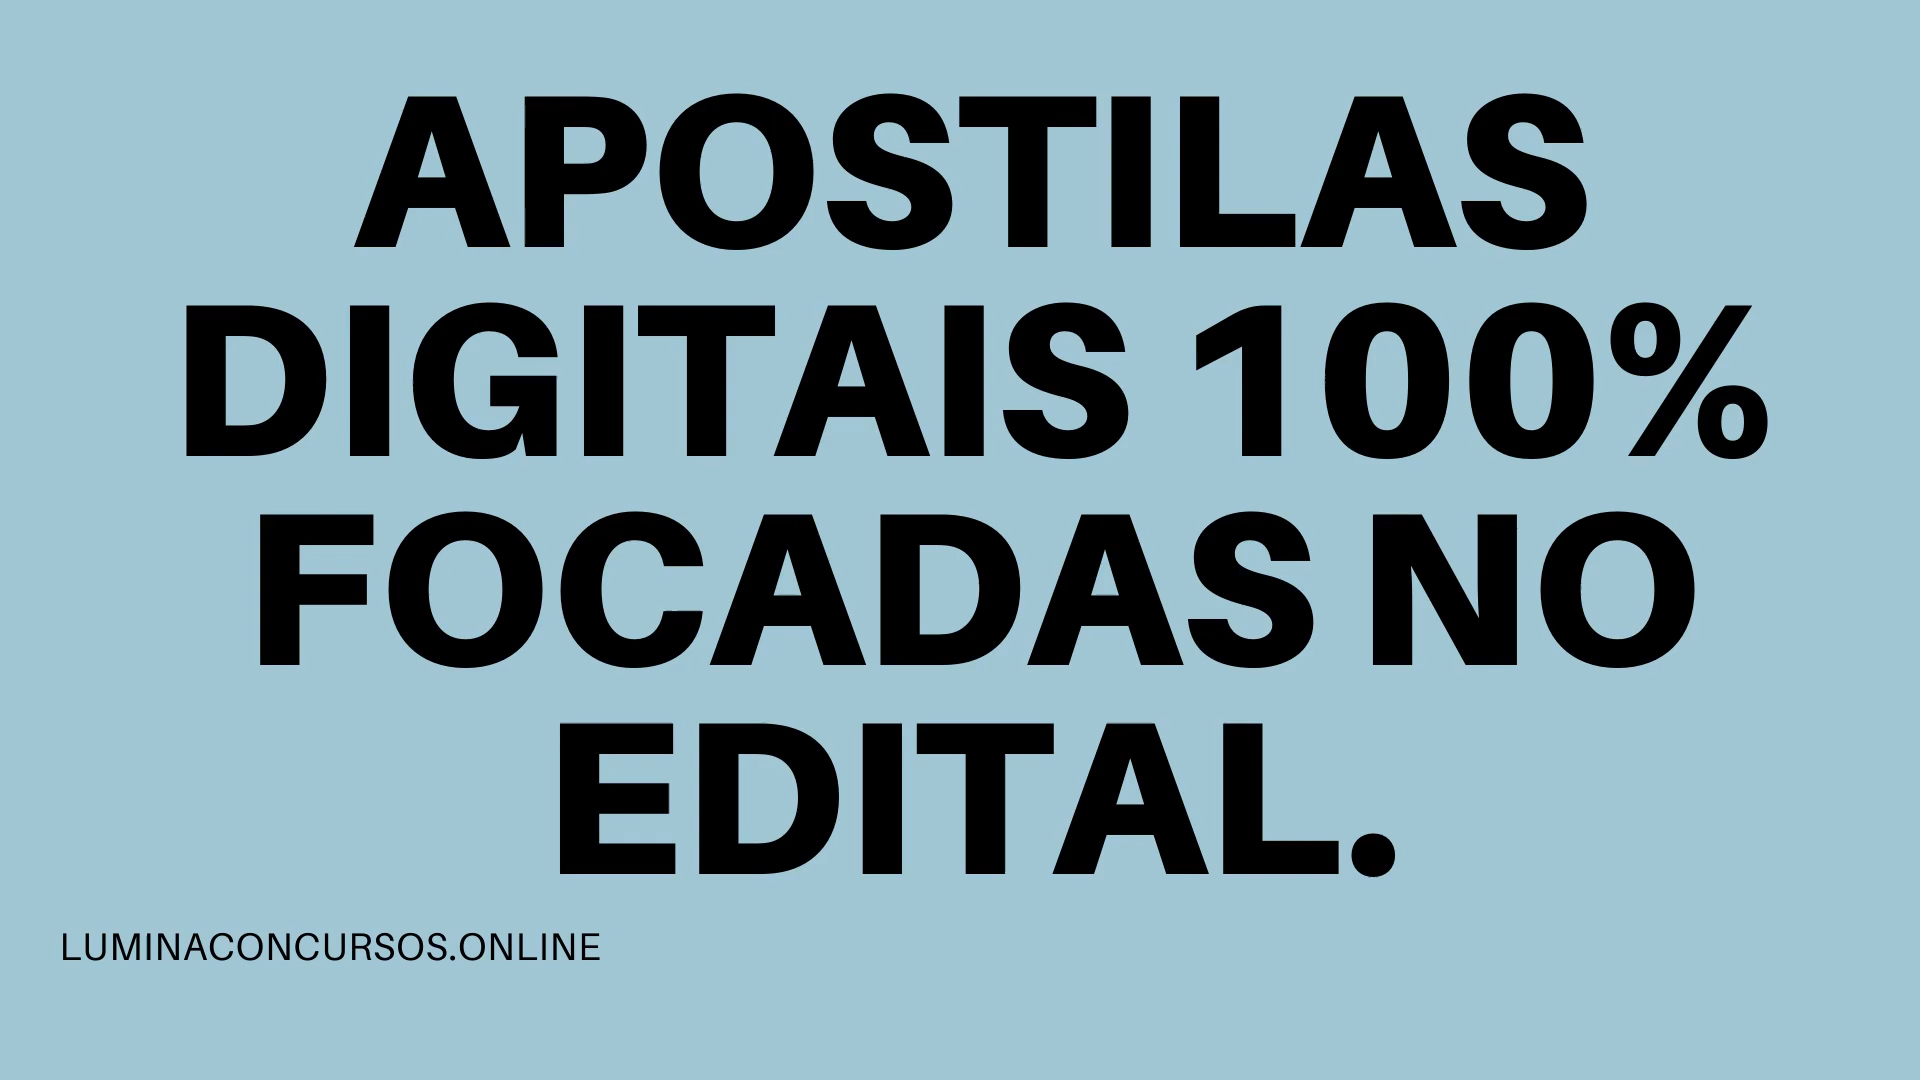 APOSTILAS
DIGITAIS 100%
FOCADAS NO
EDITAL.
LUMINACONCURSOS.ONLINE